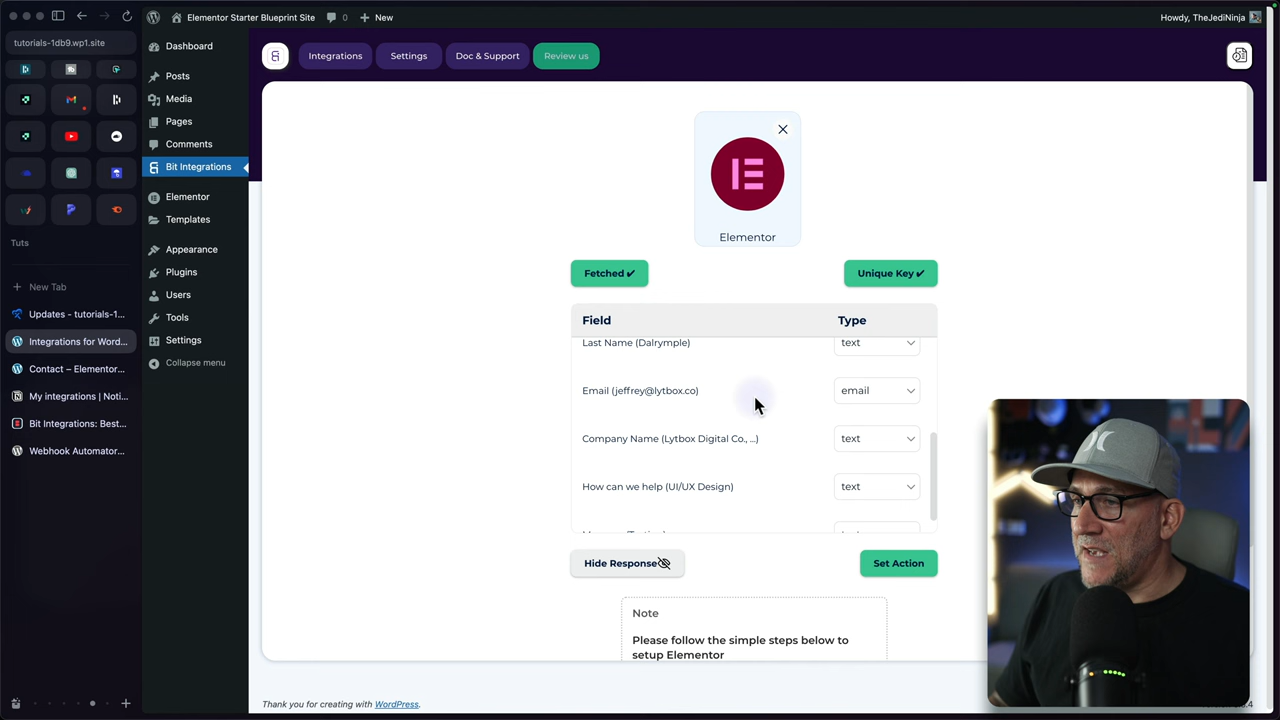 Elementor Starter Blueprint Site
0
New
Howdy, TheJediNinja
tutorials-1db9.wp1.site
Tuts
New Tab
Updates – tutorials-1...
Integrations for Word...
Contact – Elementor...
My integrations | Noti...
Bit Integrations: Best...
Webhook Automator...
Dashboard
Posts
Media
Pages
Comments
Bit Integrations
Elementor
Templates
Appearance
Plugins
Users
Tools
Settings
Collapse menu
Integrations
Settings
Doc & Support
Review us
Elementor
Fetched ✔
Unique Key ✔
Field
Type
Last Name (Dalrymple)
text
Email (jeffrey@lytbox.co)
email
Company Name (Lytbox Digital Co., ...)
text
How can we help (UI/UX Design)
text
Hide Response
Set Action
Note
Please follow the simple steps below to
setup Elementor
Thank you for creating with WordPress.